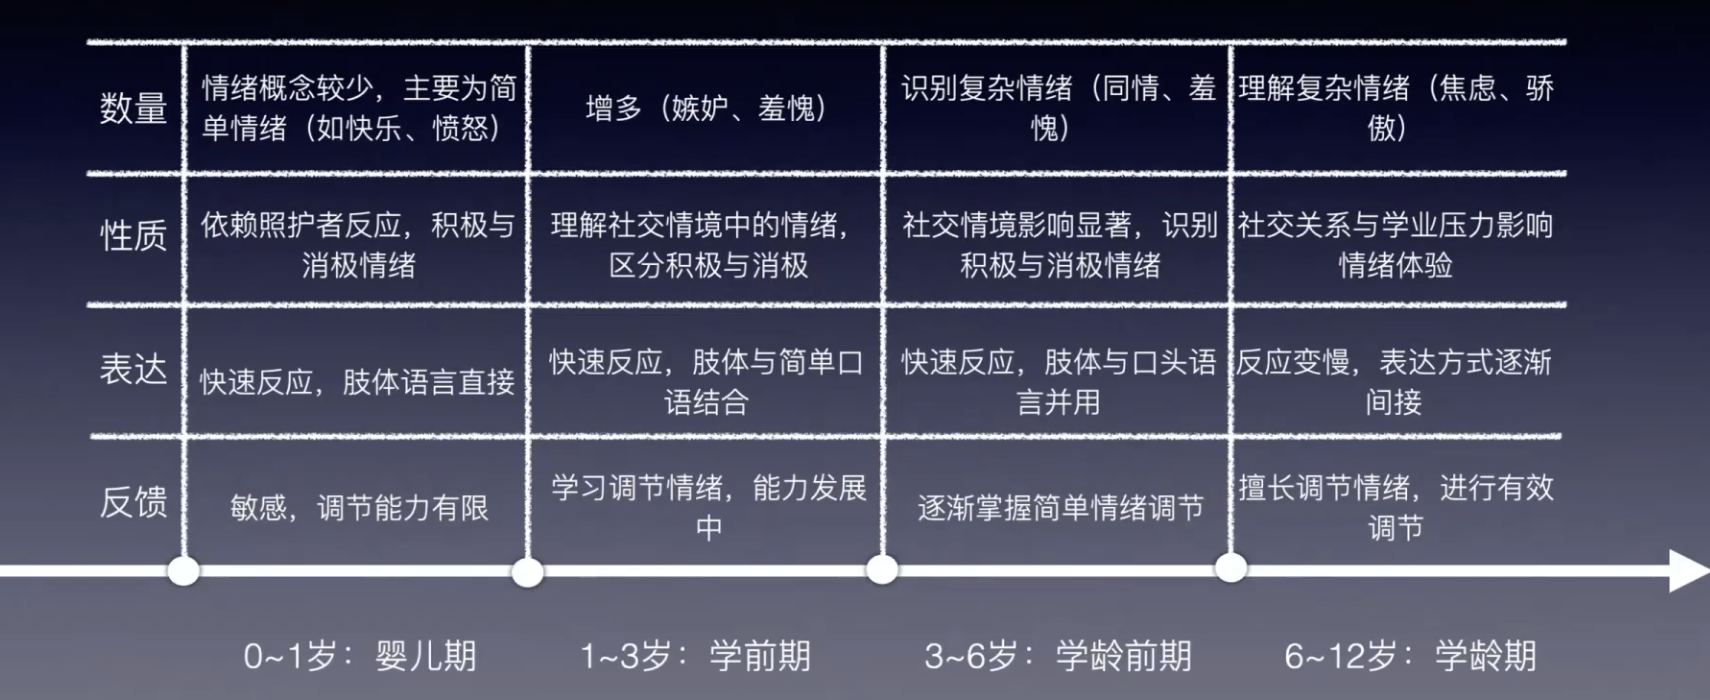 数量
情绪概念较少，主要为简
单情绪（如快乐、愤怒）
增多（嫉妒、羞愧）
识别复杂情绪（同情、羞
愧）
理解复杂情绪（焦虑、骄
傲）
性质
依赖照护者反应，积极与
消极情绪
理解社交情境中的情绪，
区分积极与消极
社交情境影响显著，识别
积极与消极情绪
社交关系与学业压力影响
情绪体验
表达
快速反应，肢体语言直接
快速反应，肢体与简单口
语结合
快速反应，肢体与口头语
言并用
反应变慢，表达方式逐渐
间接
反馈
敏感，调节能力有限
学习调节情绪，能力发展
中
逐渐掌握简单情绪调节
擅长调节情绪，进行有效
调节
0~1岁：婴儿期
1~3岁：学前期
3~6岁：学龄前期
6~12岁：学龄期